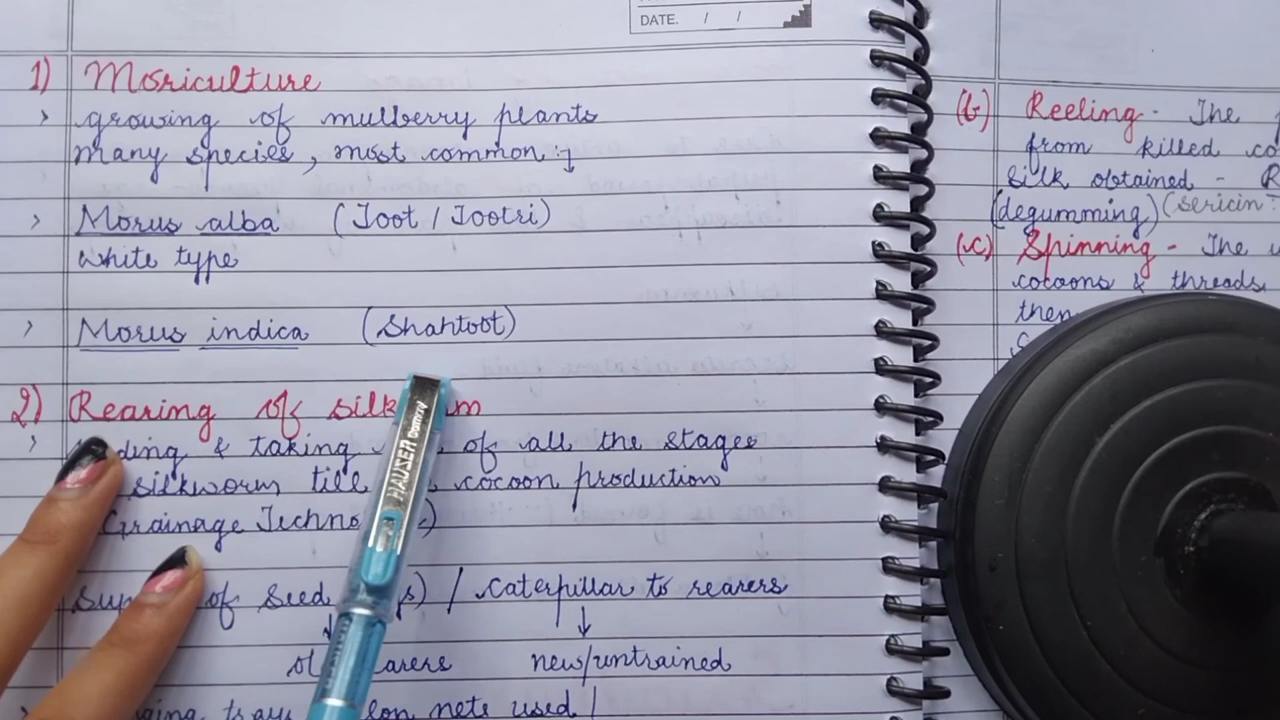 DATE. / /
1) Moriculture
> growing of mulberry plants
many species, most common :↓
> Morus alba (Toot / Tootri)
white type
> Morus indica (Shahtoot)
2) Rearing of silk
> & taking of all the stages
silkworm till cocoon production
Grainage
of seed / caterpillar to rearers
↓ ↓
new/untrained
trays nets used /
HAUSER
(b) Reeling - The
from killed
silk obtained -
(degumming) (sericin
(c) Spinning - The
cocoons & threads.
then